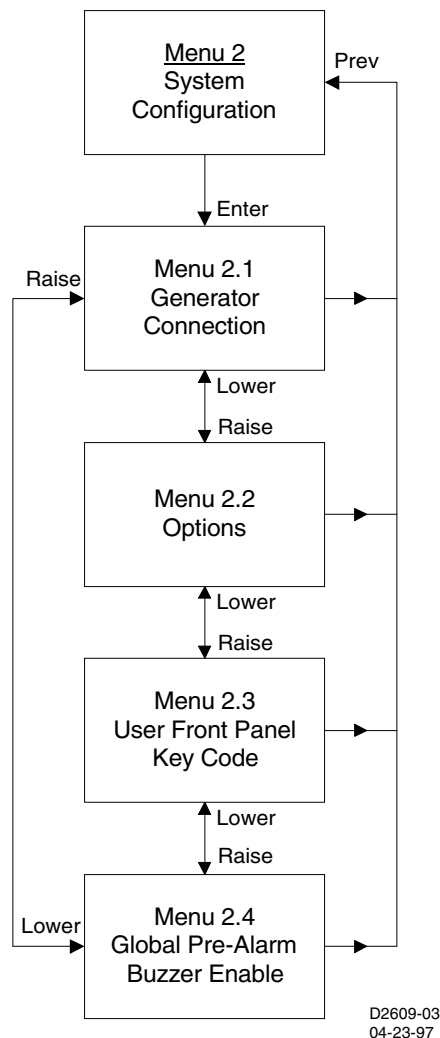 Menu 2
System
Configuration
Prev
Enter
Raise
Menu 2.1
Generator
Connection
Lower
Raise
Menu 2.2
Options
Lower
Raise
Menu 2.3
User Front Panel
Key Code
Lower
Raise
Lower
Menu 2.4
Global Pre-Alarm
Buzzer Enable
D2609-03
04-23-97